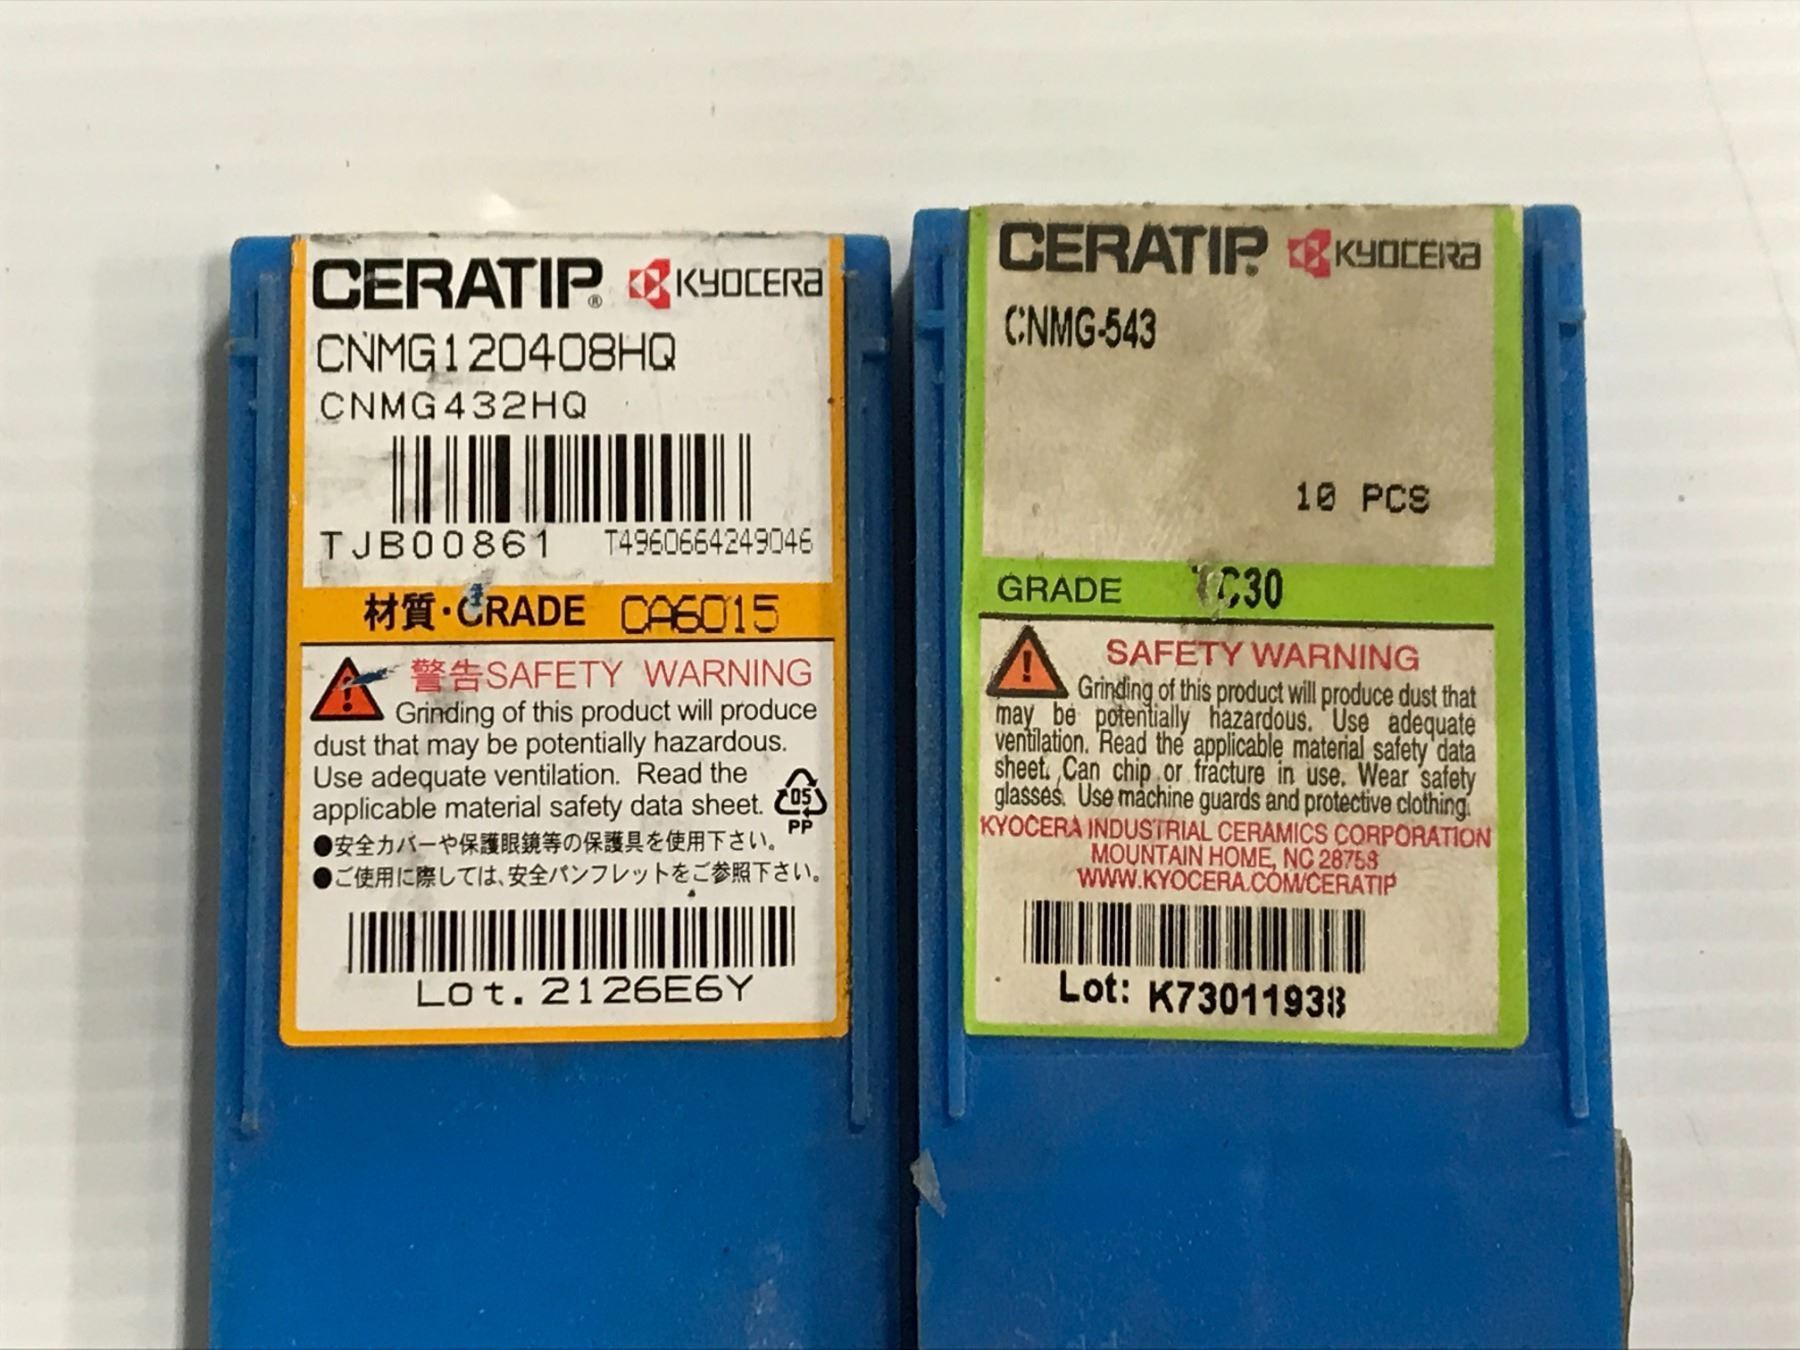 CERATIP® KYOCERA
CNMG120408HQ
CNMG432HQ
TJB00861 T4960664249046
材質・GRADE CA6015
警告SAFETY WARNING
Grinding of this product will produce
dust that may be potentially hazardous.
Use adequate ventilation. Read the
applicable material safety data sheet.
05
PP
●安全カバーや保護眼鏡等の保護具を使用下さい。
●ご使用に際しては、安全パンフレットをご参照下さい。
Lot. 2126E6Y
CERATIP® KYOCERA
CNMG-543
10 PCS
GRADE TC30
SAFETY WARNING
Grinding of this product will produce dust that
may be potentially hazardous. Use adequate
ventilation. Read the applicable material safety data
sheet. Can chip or fracture in use. Wear safety
glasses. Use machine guards and protective clothing.
KYOCERA INDUSTRIAL CERAMICS CORPORATION
MOUNTAIN HOME, NC 28758
WWW.KYOCERA.COM/CERATIP
Lot: K73011938